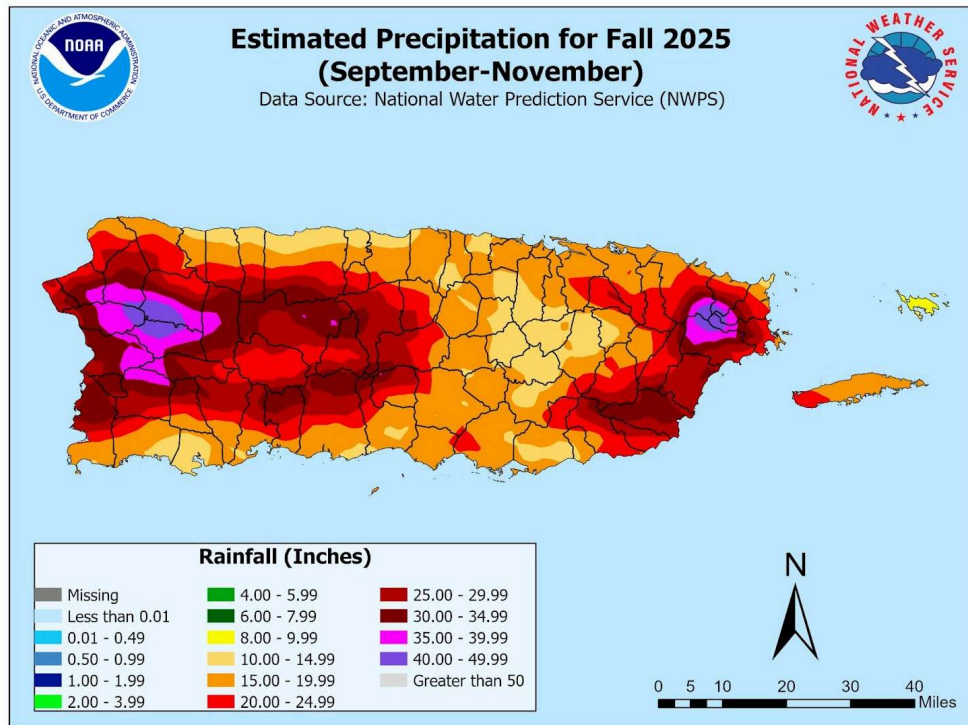 NATIONAL OCEANIC AND ATMOSPHERIC ADMINISTRATION
NOAA
U.S. DEPARTMENT OF COMMERCE
Estimated Precipitation for Fall 2025
(September-November)
Data Source: National Water Prediction Service (NWPS)
NATIONAL WEATHER SERVICE
Rainfall (Inches)
Missing
Less than 0.01
0.01 - 0.49
0.50 - 0.99
1.00 - 1.99
2.00 - 3.99
4.00 - 5.99
6.00 - 7.99
8.00 - 9.99
10.00 - 14.99
15.00 - 19.99
20.00 - 24.99
25.00 - 29.99
30.00 - 34.99
35.00 - 39.99
40.00 - 49.99
Greater than 50
N
0 5 10 20 30 40
Miles